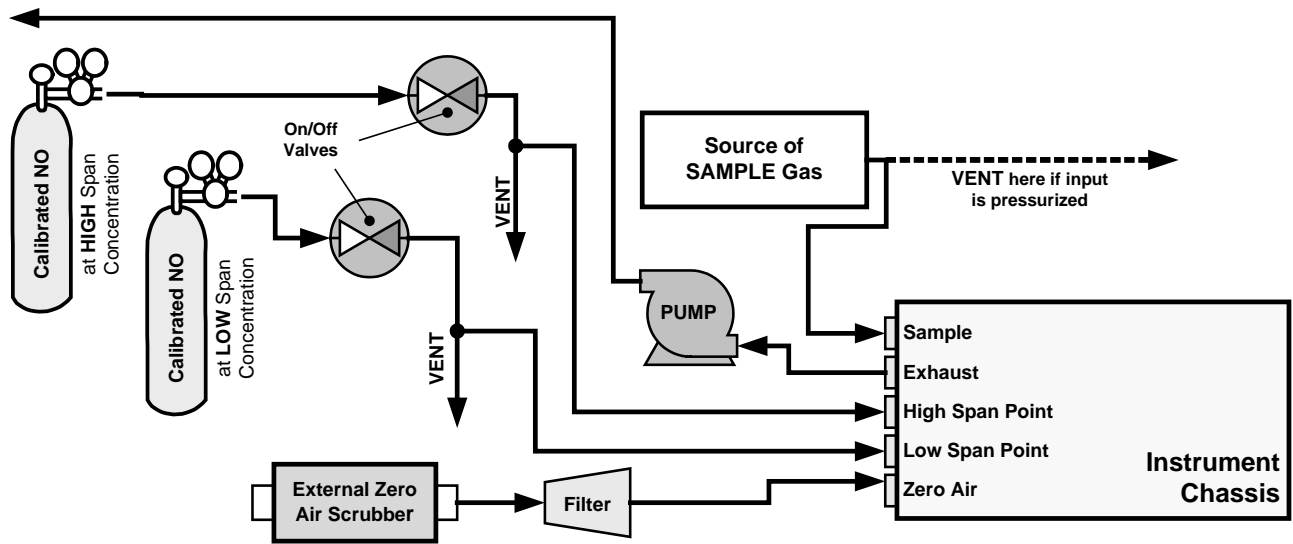 Calibrated NO
at HIGH Span
Concentration
Calibrated NO
at LOW Span
Concentration
On/Off
Valves
VENT
VENT
Source of
SAMPLE Gas
VENT here if input
is pressurized
PUMP
Sample
Exhaust
High Span Point
Low Span Point
Zero Air
Instrument
Chassis
External Zero
Air Scrubber
Filter